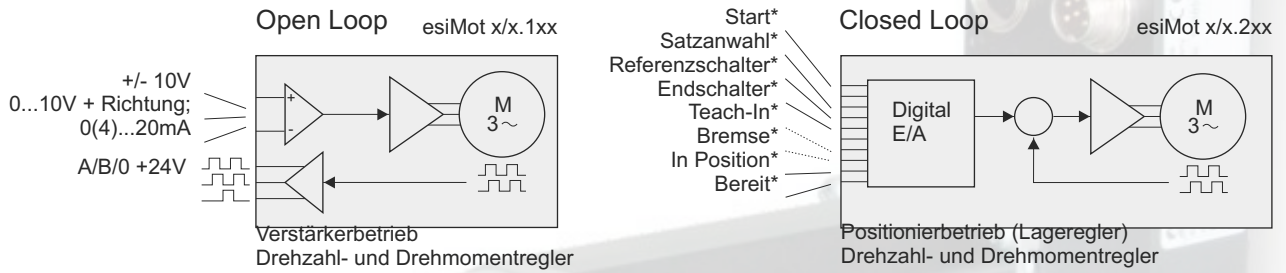 Open Loop
esiMot x/x.1xx
+/- 10V
0...10V + Richtung;
0(4)...20mA
A/B/0 +24V
+
-
M
3~
Verstärkerbetrieb
Drehzahl- und Drehmomentregler
Closed Loop
esiMot x/x.2xx
Start*
Satzanwahl*
Referenzschalter*
Endschalter*
Teach-In*
Bremse*
In Position*
Bereit*
Digital
E/A
M
3~
Positionierbetrieb (Lageregler)
Drehzahl- und Drehmomentregler